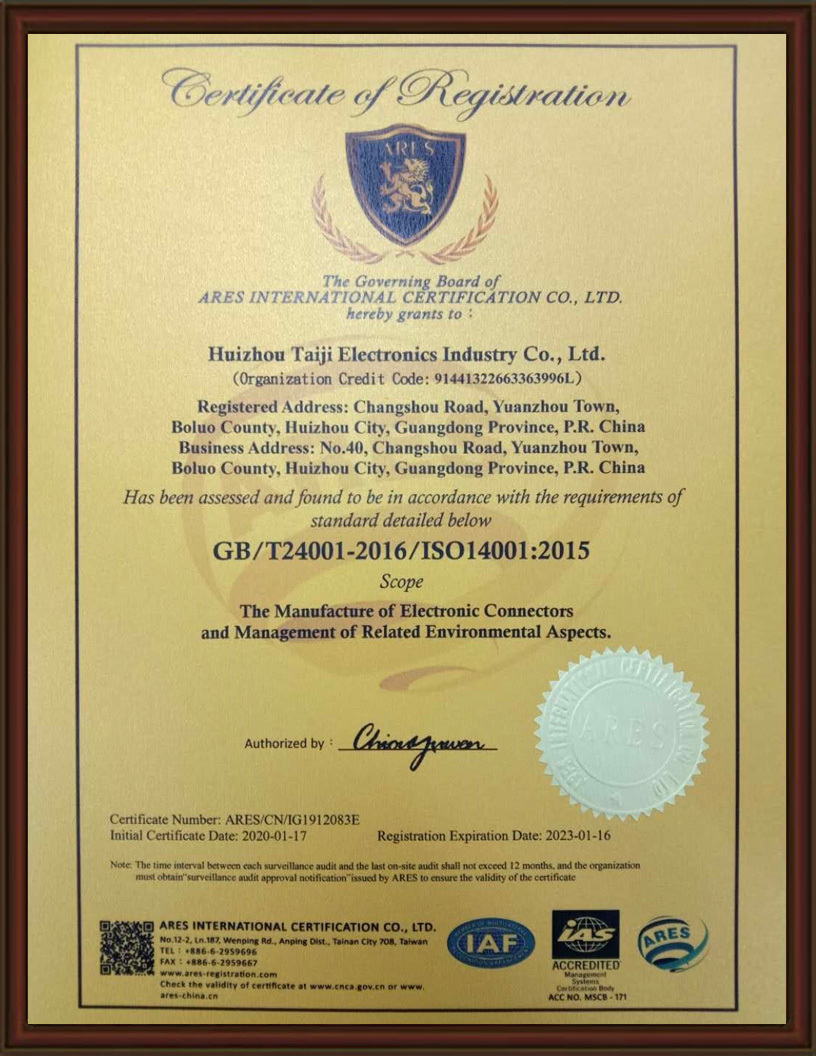 Certificate of Registration
ARES
The Governing Board of
ARES INTERNATIONAL CERTIFICATION CO., LTD.
hereby grants to :
Huizhou Taiji Electronics Industry Co., Ltd.
(Organization Credit Code: 91441322663363996L)
Registered Address: Changshou Road, Yuanzhou Town,
Boluo County, Huizhou City, Guangdong Province, P.R. China
Business Address: No.40, Changshou Road, Yuanzhou Town,
Boluo County, Huizhou City, Guangdong Province, P.R. China
Has been assessed and found to be in accordance with the requirements of
standard detailed below
GB/T24001-2016/ISO14001:2015
Scope
The Manufacture of Electronic Connectors
and Management of Related Environmental Aspects.
ARES INTERNATIONAL CERTIFICATION CO., LTD
ARES
Authorized by :
Certificate Number: ARES/CN/IG1912083E
Initial Certificate Date: 2020-01-17 Registration Expiration Date: 2023-01-16
Note: The time interval between each surveillance audit and the last on-site audit shall not exceed 12 months, and the organization
must obtain"surveillance audit approval notification"issued by ARES to ensure the validity of the certificate
ARES INTERNATIONAL CERTIFICATION CO., LTD.
No.12-2, Ln.187, Wenping Rd., Anping Dist., Tainan City 708, Taiwan
TEL : +886-6-2959696
FAX : +886-6-2959667
www.ares-registration.com
Check the validity of certificate at www.cnca.gov.cn or www.
ares-china.cn
IAF
IAS
ACCREDITED
Management
Systems
Certification Body
ACC NO. MSCB - 171
ARES